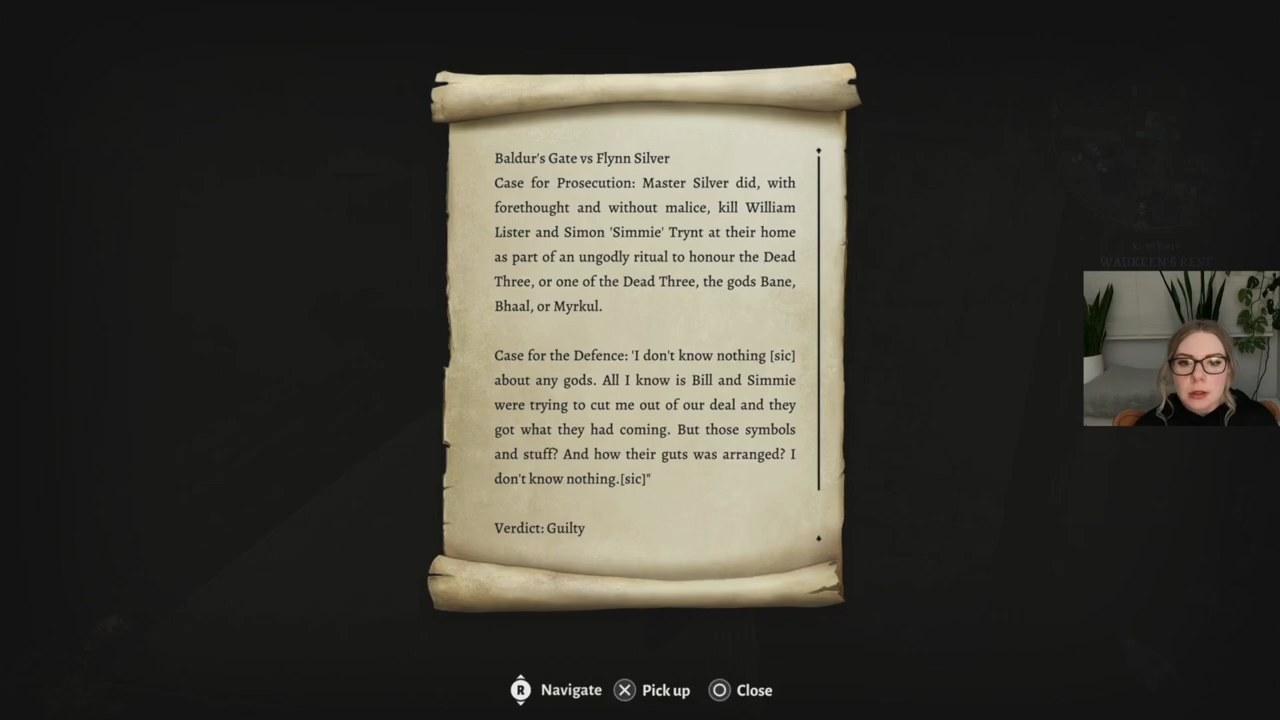 Baldur's Gate vs Flynn Silver
Case for Prosecution: Master Silver did, with
forethought and without malice, kill William
Lister and Simon 'Simmie' Trynt at their home
as part of an ungodly ritual to honour the Dead
Three, or one of the Dead Three, the gods Bane,
Bhaal, or Myrkul.
Case for the Defence: 'I don't know nothing [sic]
about any gods. All I know is Bill and Simmie
were trying to cut me out of our deal and they
got what they had coming. But those symbols
and stuff? And how their guts was arranged? I
don't know nothing.[sic]"
Verdict: Guilty
WAUKEEN'S REST
R Navigate Pick up Close